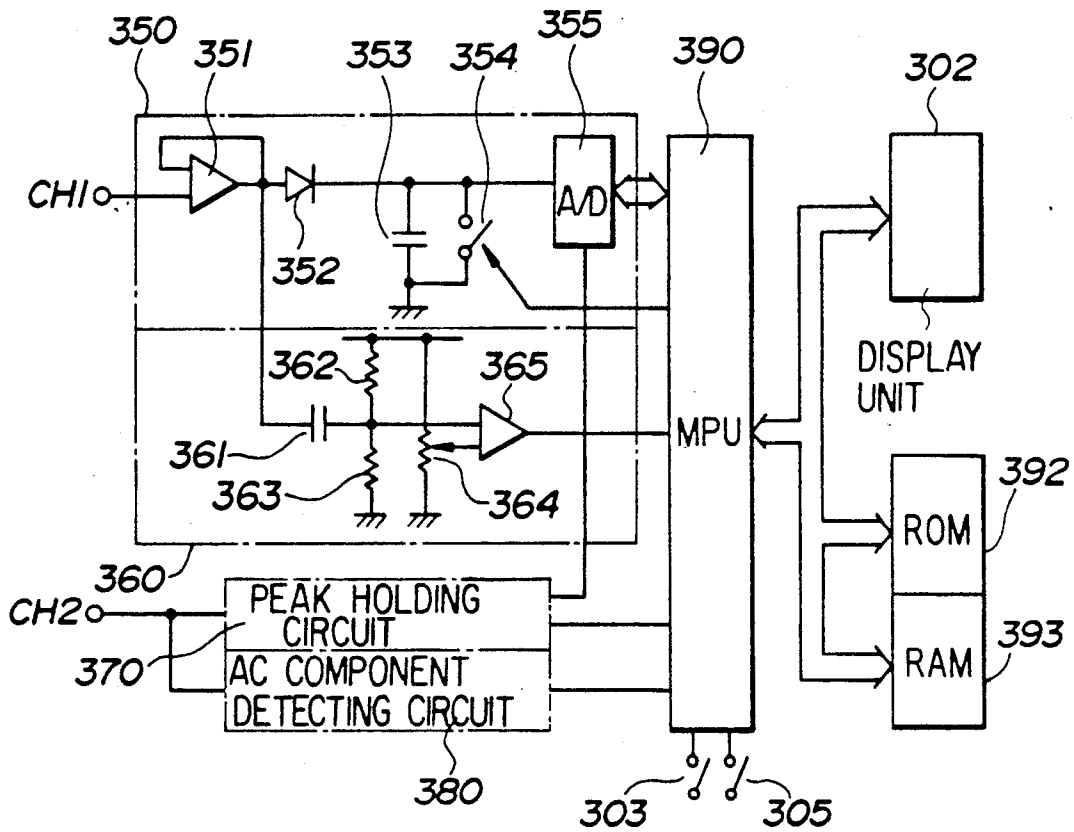 350
351
353
354
355
390
302
CH1
A/D
352
DISPLAY
UNIT
362
365
MPU
361
363
364
392
ROM
360
CH2
PEAK HOLDING
CIRCUIT
370
AC COMPONENT
DETECTING CIRCUIT
RAM
393
380
303
305